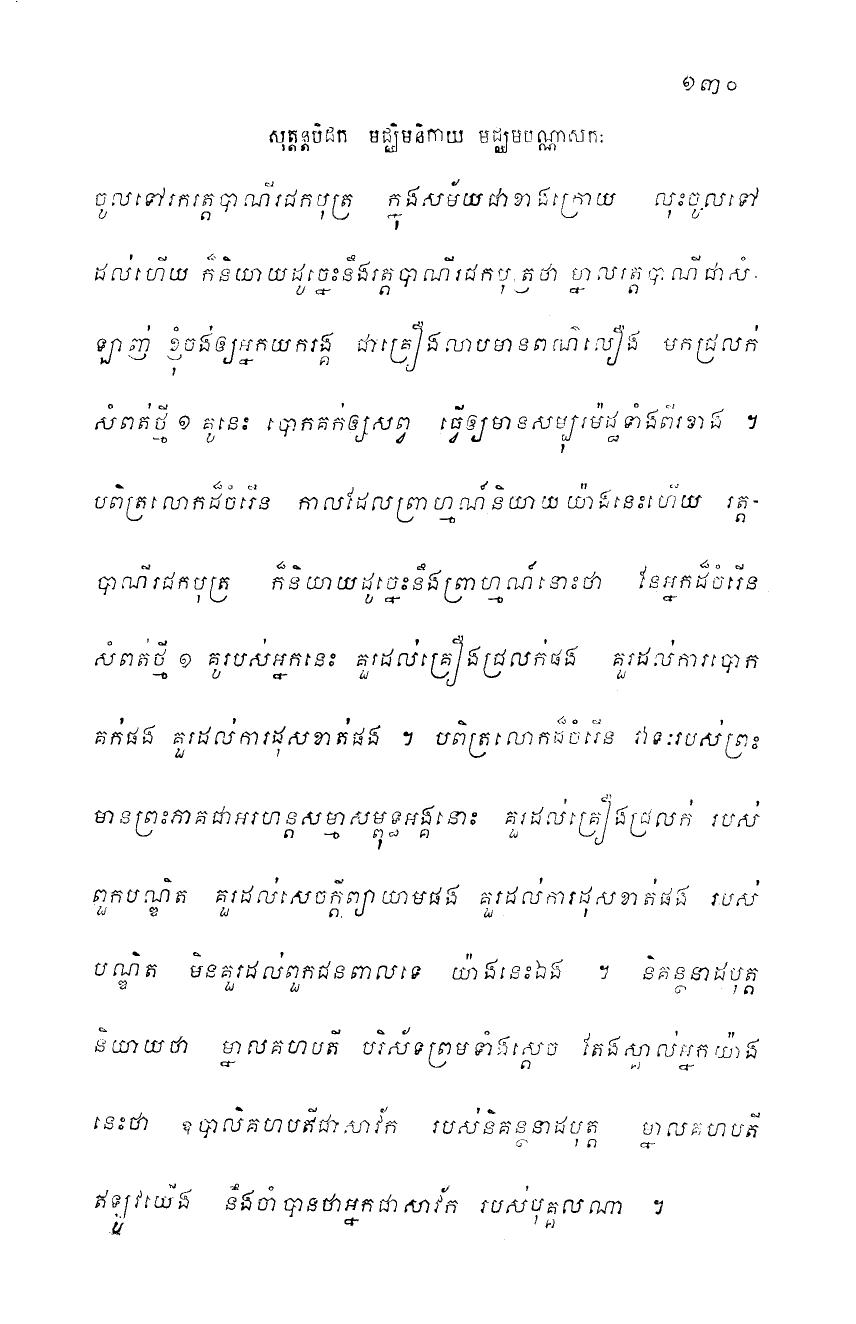 ១៣០
សុត្តន្តបិដក មជ្ឈិមនិកាយ មជ្ឈិមបណ្ណាសកៈ
ចូលទៅរករត្តបាណីរជកបុត្រ ក្នុងសម័យជាខាងក្រោយ លុះចូលទៅ
ដល់ហើយ ក៏និយាយដូច្នេះនឹងរត្តបាណីរជកបុត្រថា ម្នាលរត្តបាណីជាសំ-
ឡាញ់ ខ្ញុំចង់ឲ្យអ្នកយករង្គ ជាគ្រឿងលាបមានពណ៌លឿង មកជ្រលក់
សំពត់ថ្មី ១ គូនេះ បោកគក់ឲ្យសព្វ ធ្វើឲ្យមានសម្បុរម៉ដ្ឋទាំងពីរខាង ។
បពិត្រលោកដ៏ចំរើន កាលដែលព្រាហ្មណ៍និយាយយ៉ាងនេះហើយ រត្ត-
បាណីរជកបុត្រ ក៏និយាយដូច្នេះនឹងព្រាហ្មណ៍នោះថា នែអ្នកដ៏ចំរើន
សំពត់ថ្មី ១ គូរបស់អ្នកនេះ គួរដល់គ្រឿងជ្រលក់ផង គួរដល់ការបោក
គក់ផង គួរដល់ការដុសខាត់ផង ។ បពិត្រលោកដ៏ចំរើន វាទៈរបស់ព្រះ
មានព្រះភាគជាអរហន្តសម្មាសម្ពុទ្ធអង្គនោះ គួរដល់គ្រឿងជ្រលក់ របស់
ពួកបណ្ឌិត គួរដល់សេចក្តីព្យាយាមផង គួរដល់ការដុសខាត់ផង របស់
បណ្ឌិត មិនគួរដល់ពួកជនពាលទេ យ៉ាងនេះឯង ។ និគន្ថនាដបុត្ត
និយាយថា ម្នាលគហបតី បរិស័ទព្រមទាំងស្តេច តែងស្គាល់អ្នកយ៉ាង
នេះថា ឧបាលិគហបតីជាសាវ័ក របស់និគន្ថនាដបុត្ត ម្នាលគហបតី
ឥឡូវយើង នឹងចាំបានថាអ្នកជាសាវ័ក របស់បុគ្គលណា ។